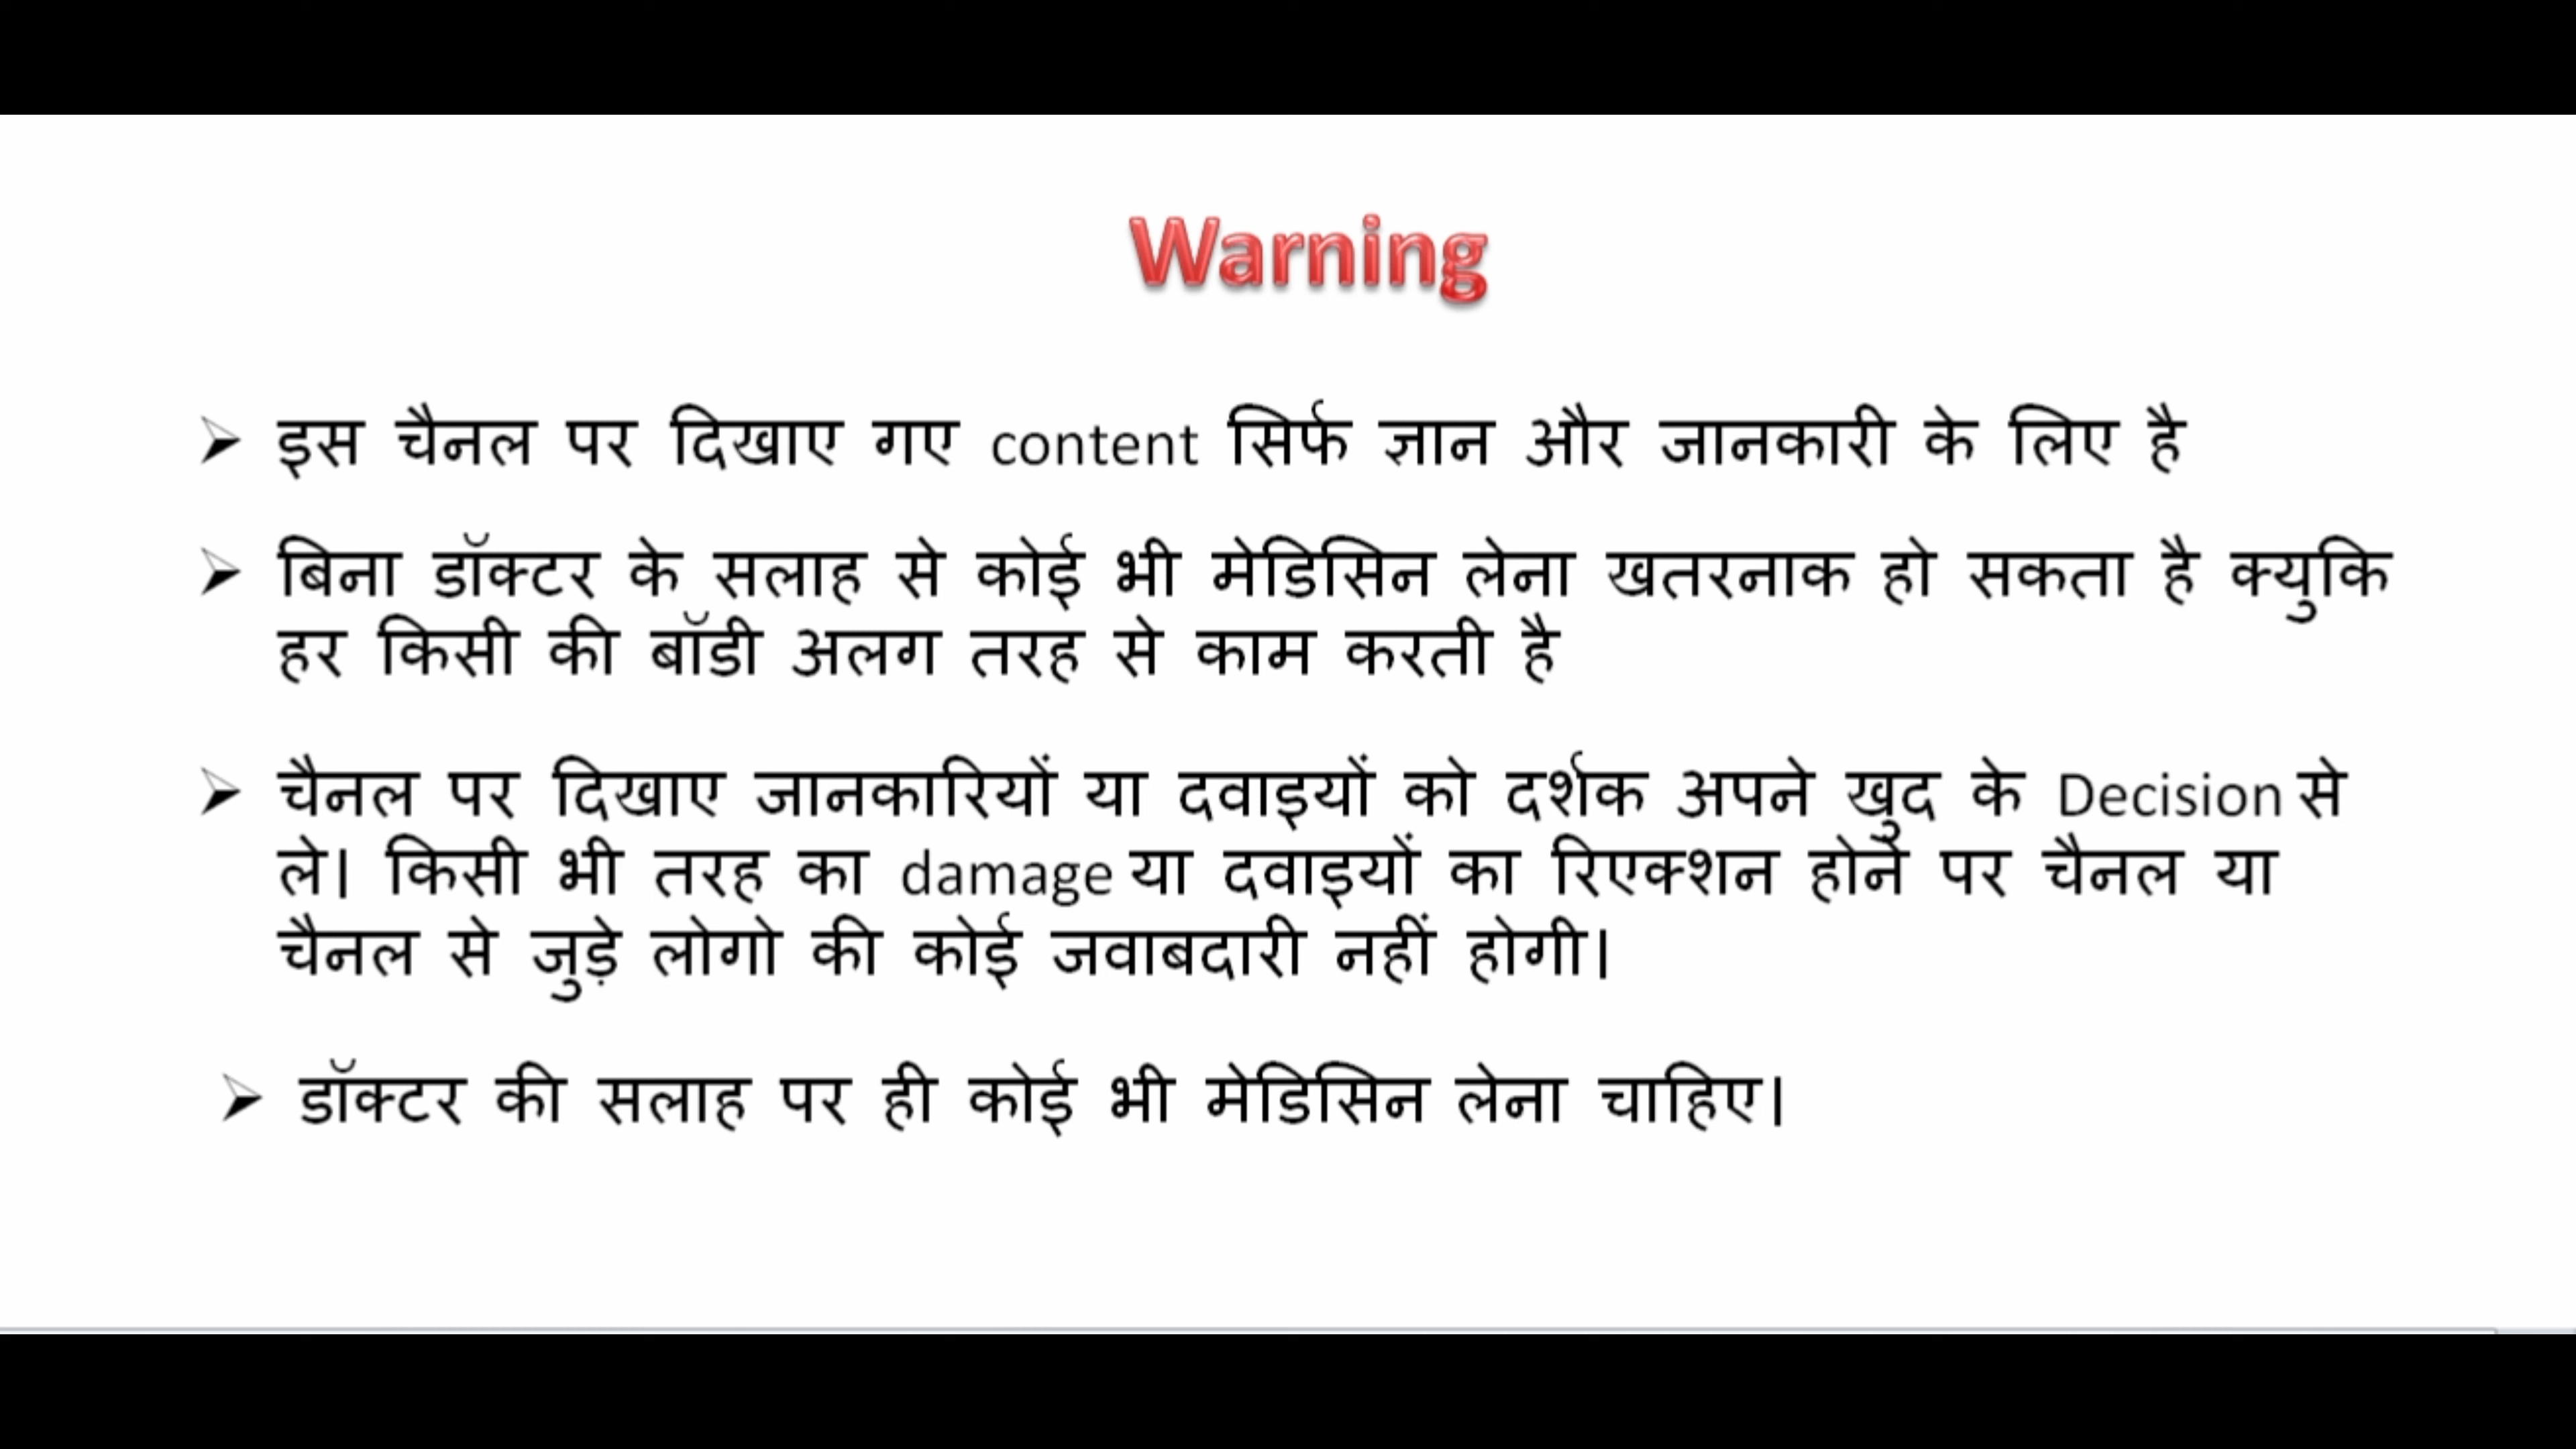 Warning
इस चैनल पर दिखाए गए content सिर्फ ज्ञान और जानकारी के लिए है
बिना डॉक्टर के सलाह से कोई भी मेडिसिन लेना खतरनाक हो सकता है क्युकि
हर किसी की बॉडी अलग तरह से काम करती है
चैनल पर दिखाए जानकारियों या दवाइयों को दर्शक अपने खुद के Decision से
ले। किसी भी तरह का damage या दवाइयों का रिएक्शन होने पर चैनल या
चैनल से जुड़े लोगो की कोई जवाबदारी नहीं होगी।
डॉक्टर की सलाह पर ही कोई भी मेडिसिन लेना चाहिए।